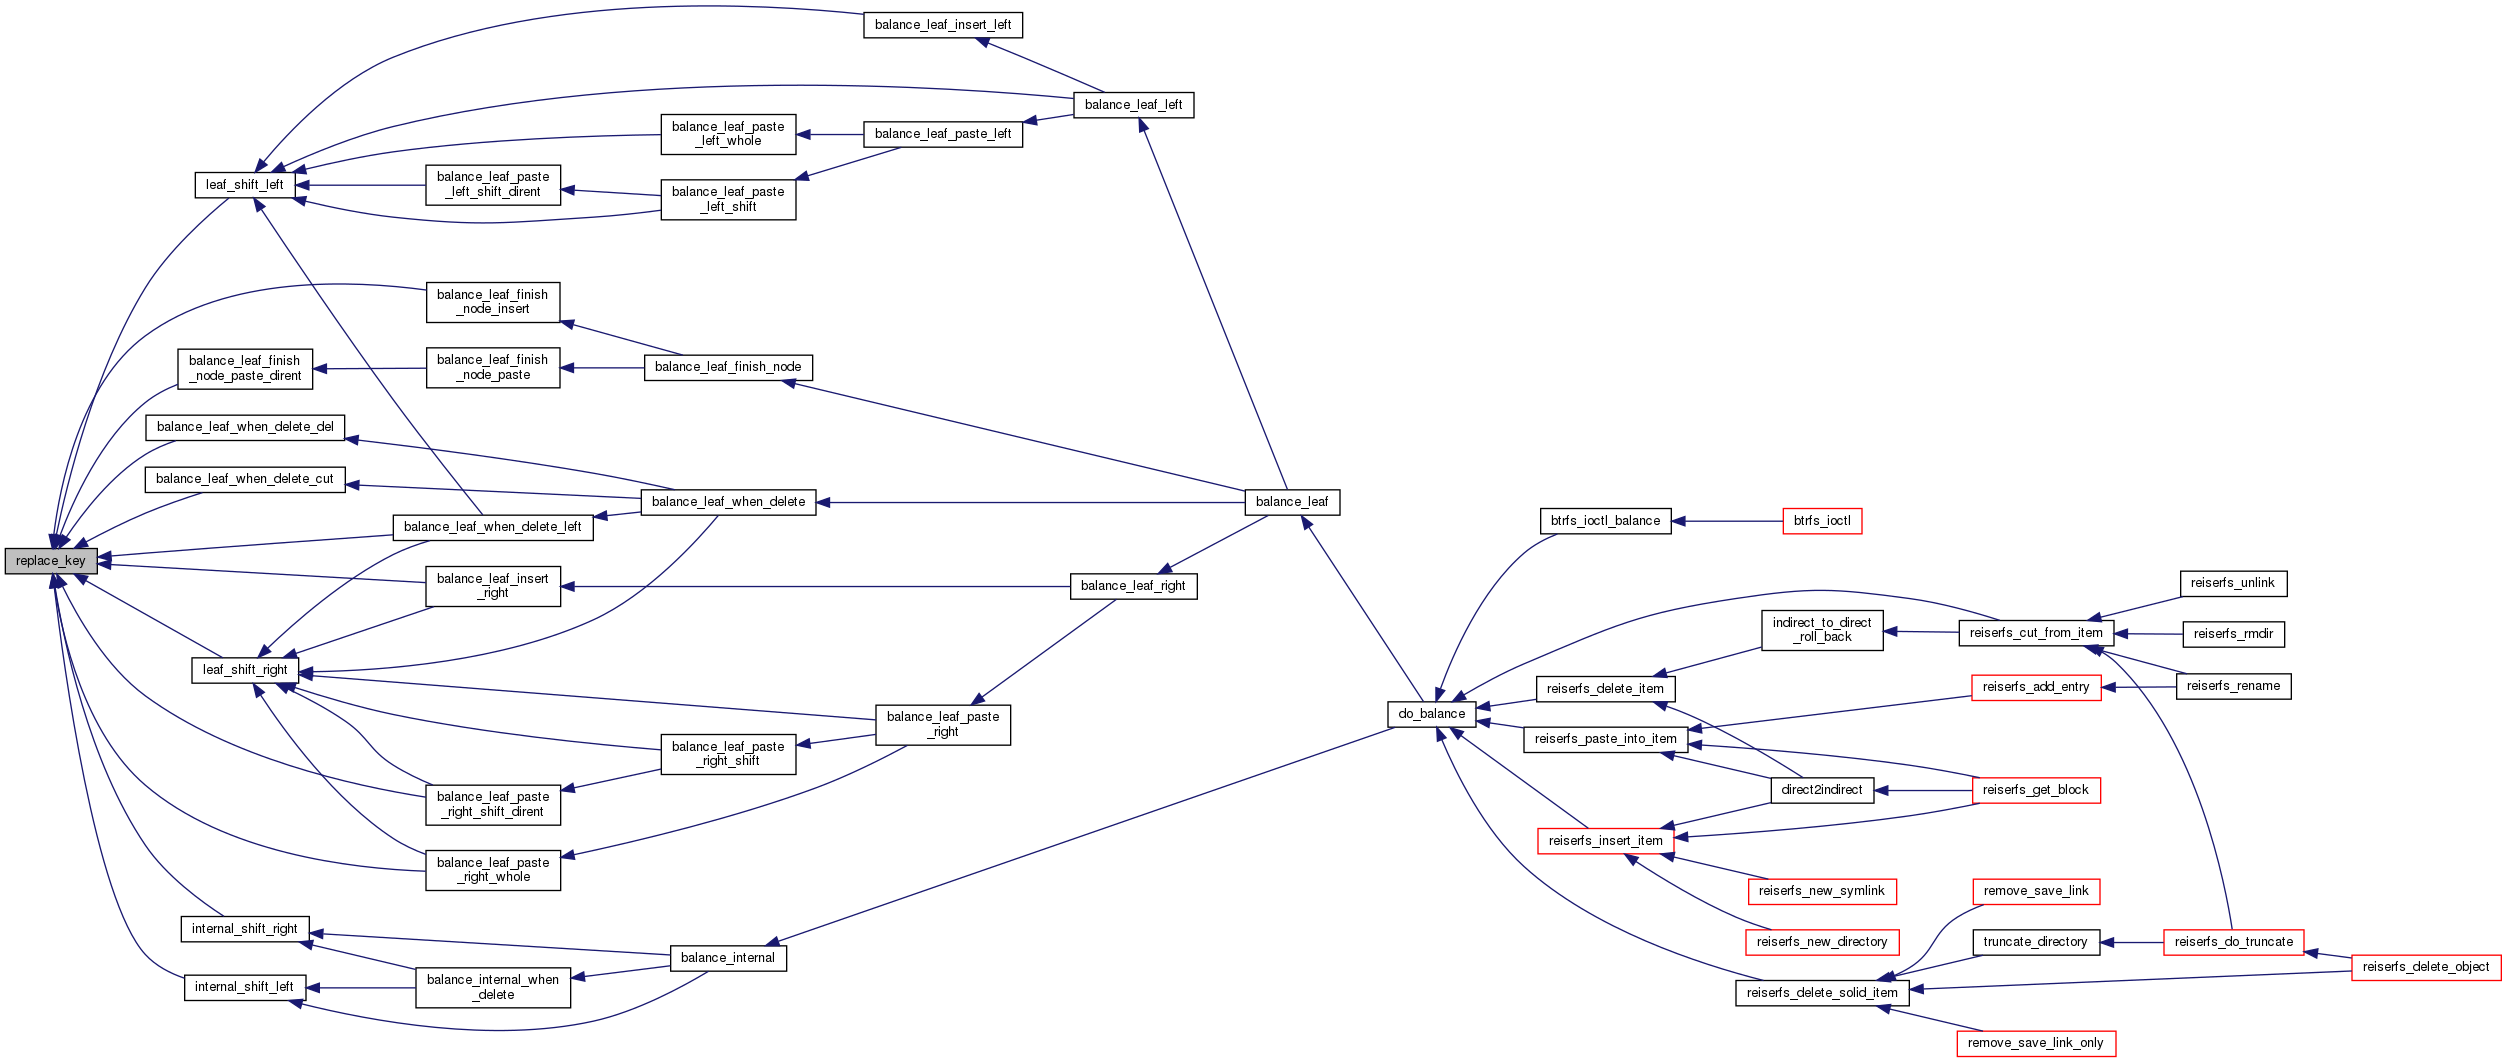 replace_key
leaf_shift_left
balance_leaf_finish
_node_paste_dirent
balance_leaf_when_delete_del
balance_leaf_when_delete_cut
leaf_shift_right
internal_shift_right
internal_shift_left
balance_leaf_paste
_left_shift_dirent
balance_leaf_finish
_node_insert
balance_leaf_finish
_node_paste
balance_leaf_when_delete_left
balance_leaf_insert
_right
balance_leaf_paste
_right_shift_dirent
balance_leaf_paste
_right_whole
balance_internal_when
_delete
balance_leaf_paste
_left_whole
balance_leaf_paste
_left_shift
balance_leaf_finish_node
balance_leaf_when_delete
balance_leaf_paste
_right_shift
balance_internal
balance_leaf_insert_left
balance_leaf_paste_left
balance_leaf_paste
_right
balance_leaf_left
balance_leaf_right
balance_leaf
do_balance
btrfs_ioctl_balance
reiserfs_delete_item
reiserfs_paste_into_item
reiserfs_insert_item
btrfs_ioctl
indirect_to_direct
_roll_back
direct2indirect
reiserfs_new_symlink
reiserfs_new_directory
reiserfs_delete_solid_item
reiserfs_cut_from_item
reiserfs_add_entry
reiserfs_get_block
remove_save_link
truncate_directory
remove_save_link_only
reiserfs_unlink
reiserfs_rmdir
reiserfs_rename
reiserfs_do_truncate
reiserfs_delete_object